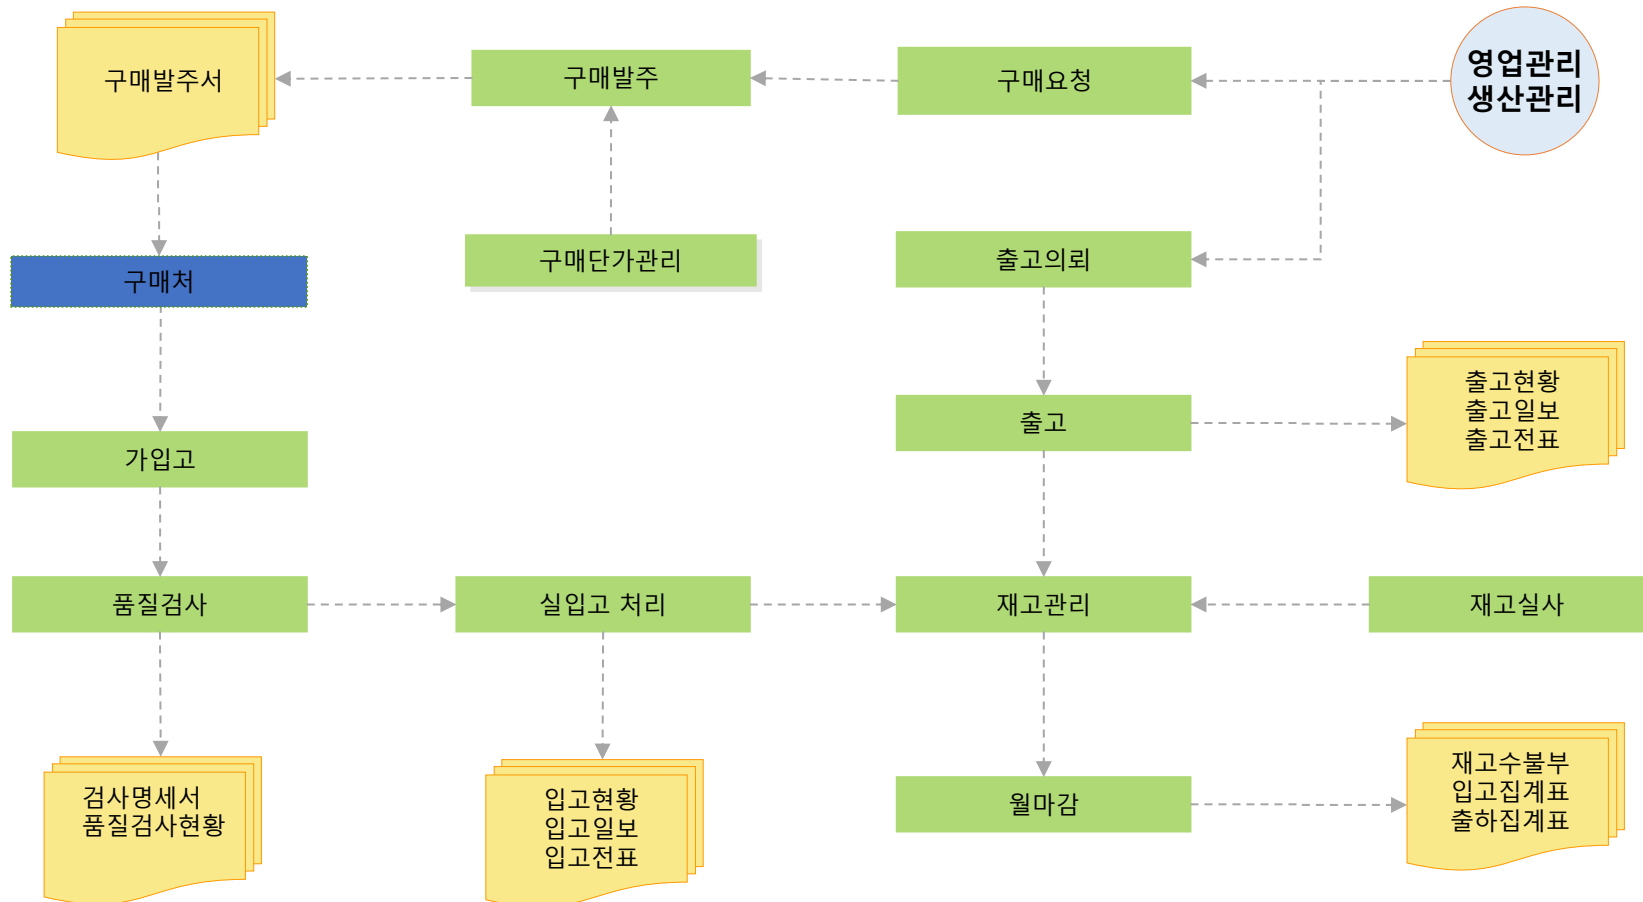 구매발주서
구매발주
구매요청
영업관리
생산관리
구매처
구매단가관리
출고의뢰
가입고
출고
출고현황
출고일보
출고전표
품질검사
실입고 처리
재고관리
재고실사
검사명세서
품질검사현황
입고현황
입고일보
입고전표
월마감
재고수불부
입고집계표
출하집계표